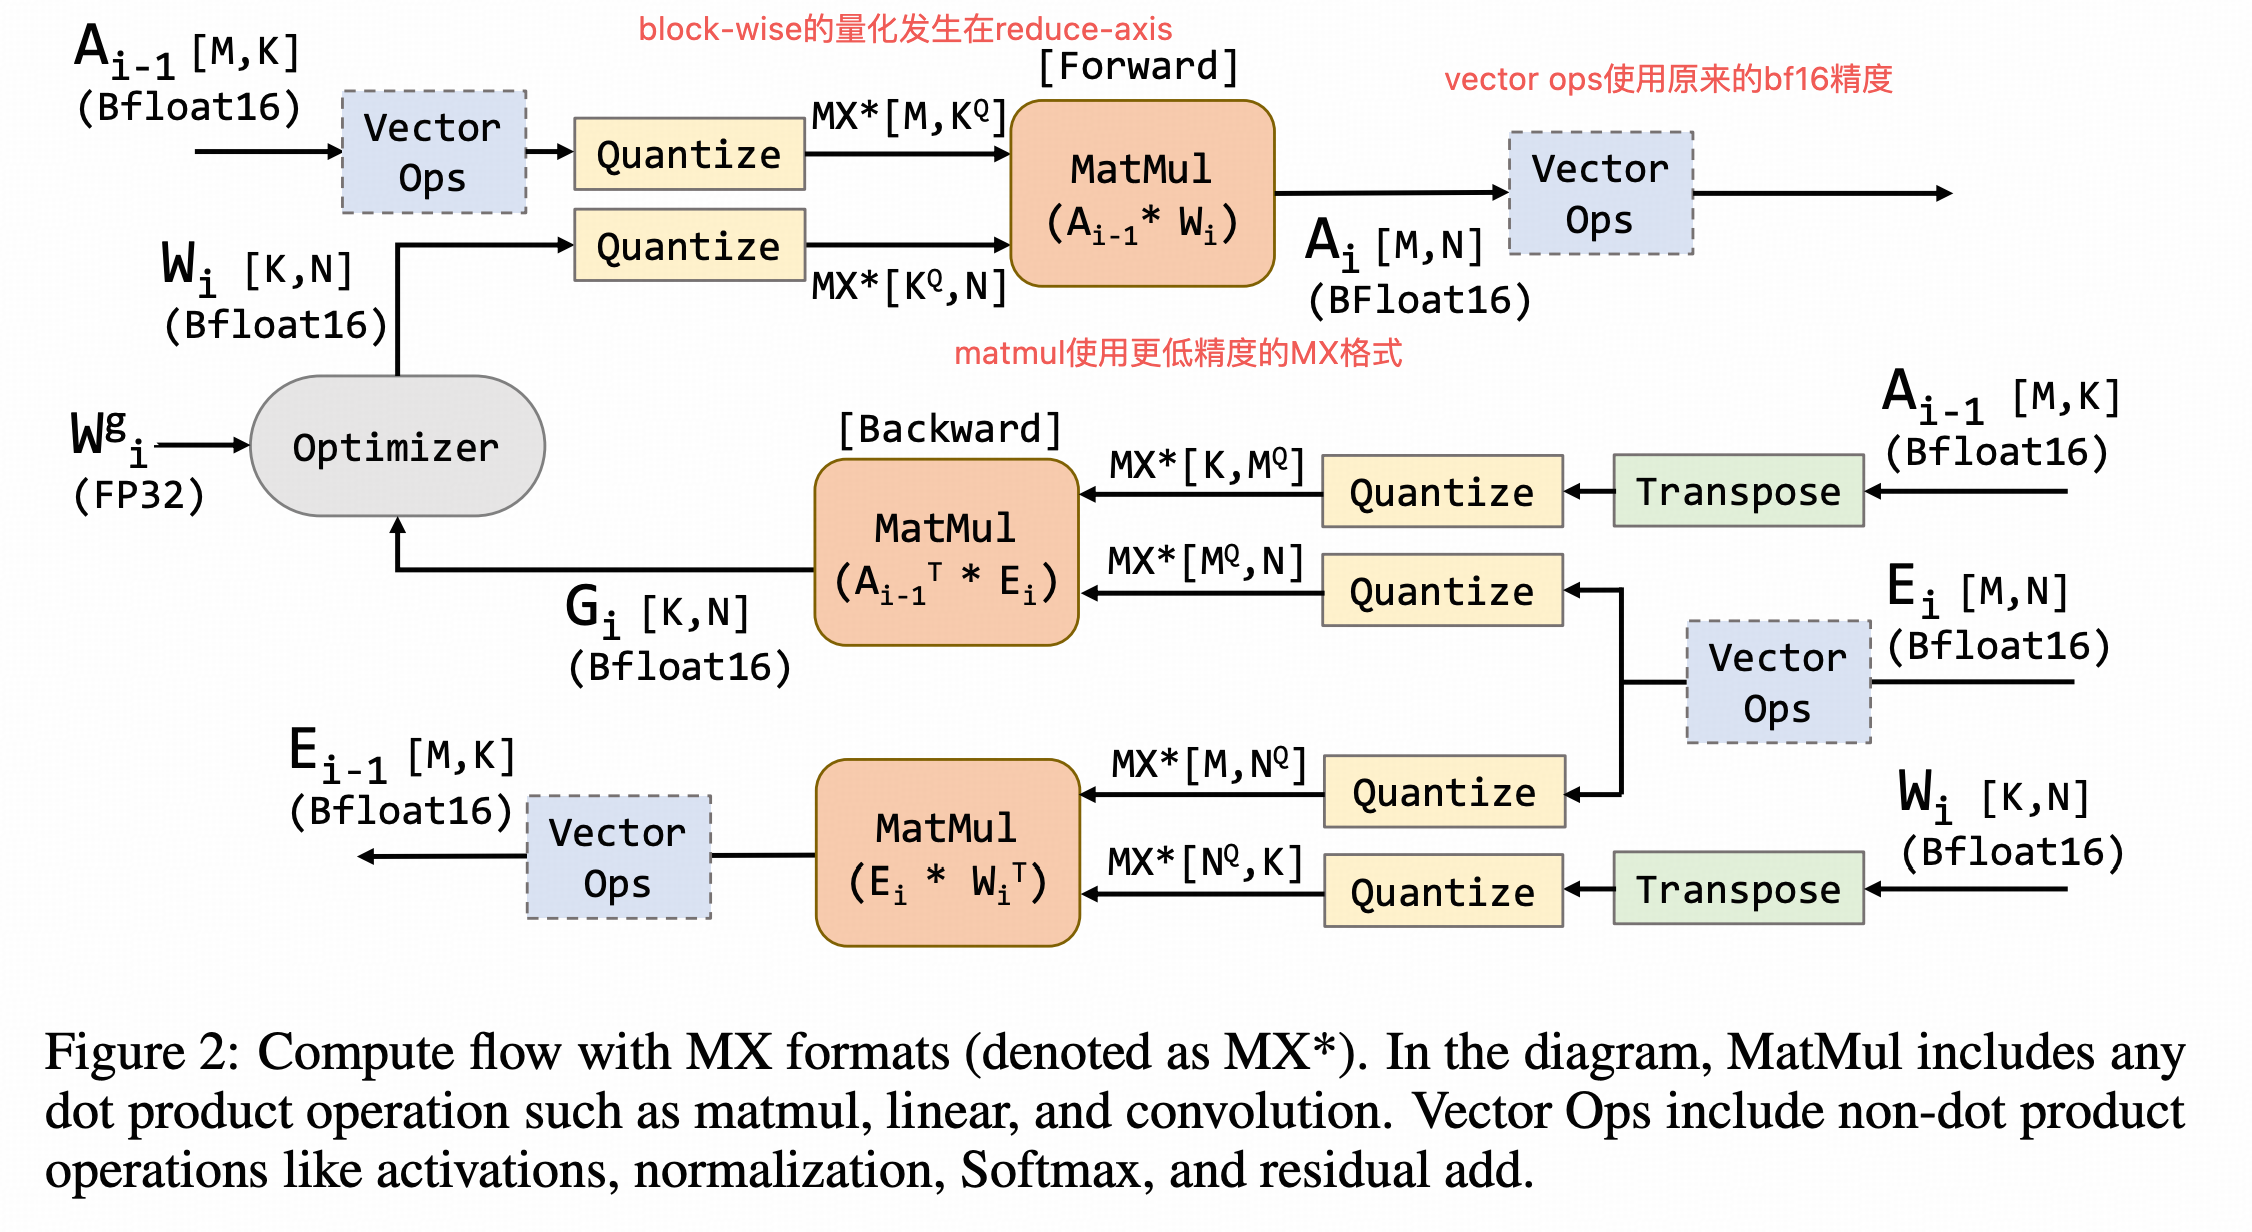 block-wise的量化发生在reduce-axis
A_{i-1} [M,K]
(Bfloat16)
Vector
Ops
Quantize
MX*[M,K^Q]
[Forward]
MatMul
(A_{i-1}* W_i)
vector ops使用原来的bf16精度
Vector
Ops
W_i [K,N]
(Bfloat16)
Quantize
MX*[K^Q,N]
A_i [M,N]
(BFloat16)
matmul使用更低精度的MX格式
W^g_i
(FP32)
Optimizer
[Backward]
MatMul
(A_{i-1}^T * E_i)
MX*[K,M^Q]
Quantize
Transpose
A_{i-1} [M,K]
(Bfloat16)
MX*[M^Q,N]
Quantize
G_i [K,N]
(Bfloat16)
Vector
Ops
E_i [M,N]
(Bfloat16)
E_{i-1} [M,K]
(Bfloat16)
Vector
Ops
MatMul
(E_i * W_i^T)
MX*[M,N^Q]
Quantize
MX*[N^Q,K]
Quantize
Transpose
W_i [K,N]
(Bfloat16)
Figure 2: Compute flow with MX formats (denoted as MX*). In the diagram, MatMul includes any
dot product operation such as matmul, linear, and convolution. Vector Ops include non-dot product
operations like activations, normalization, Softmax, and residual add.